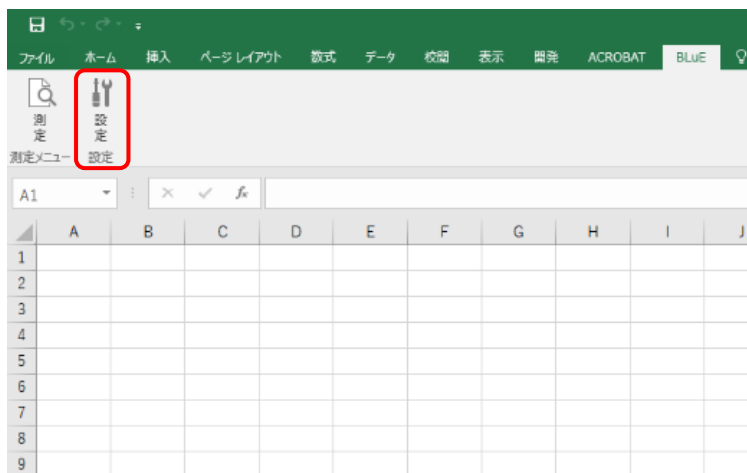 ファイル ホーム 挿入 ページ レイアウト 数式 データ 校閲 表示 開発 ACROBAT BLuE
測定 設定
測定メニュー 設定
A1 fx
A B C D E F G H I J
1
2
3
4
5
6
7
8
9